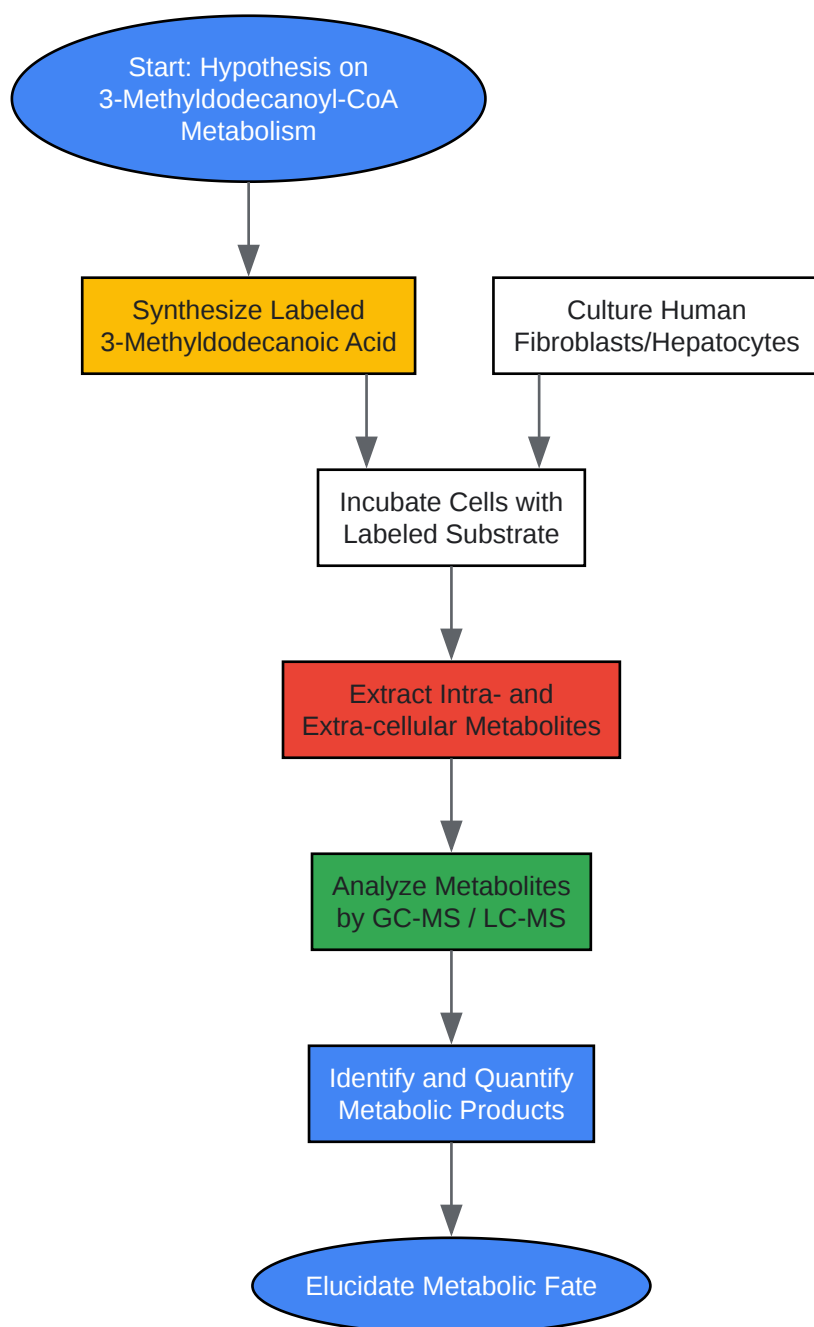 Start: Hypothesis on
3-Methyldodecanoyl-CoA
Metabolism
Synthesize Labeled
3-Methyldodecanoic Acid
Culture Human
Fibroblasts/Hepatocytes
Incubate Cells with
Labeled Substrate
Extract Intra- and
Extra-cellular Metabolites
Analyze Metabolites
by GC-MS / LC-MS
Identify and Quantify
Metabolic Products
Elucidate Metabolic Fate